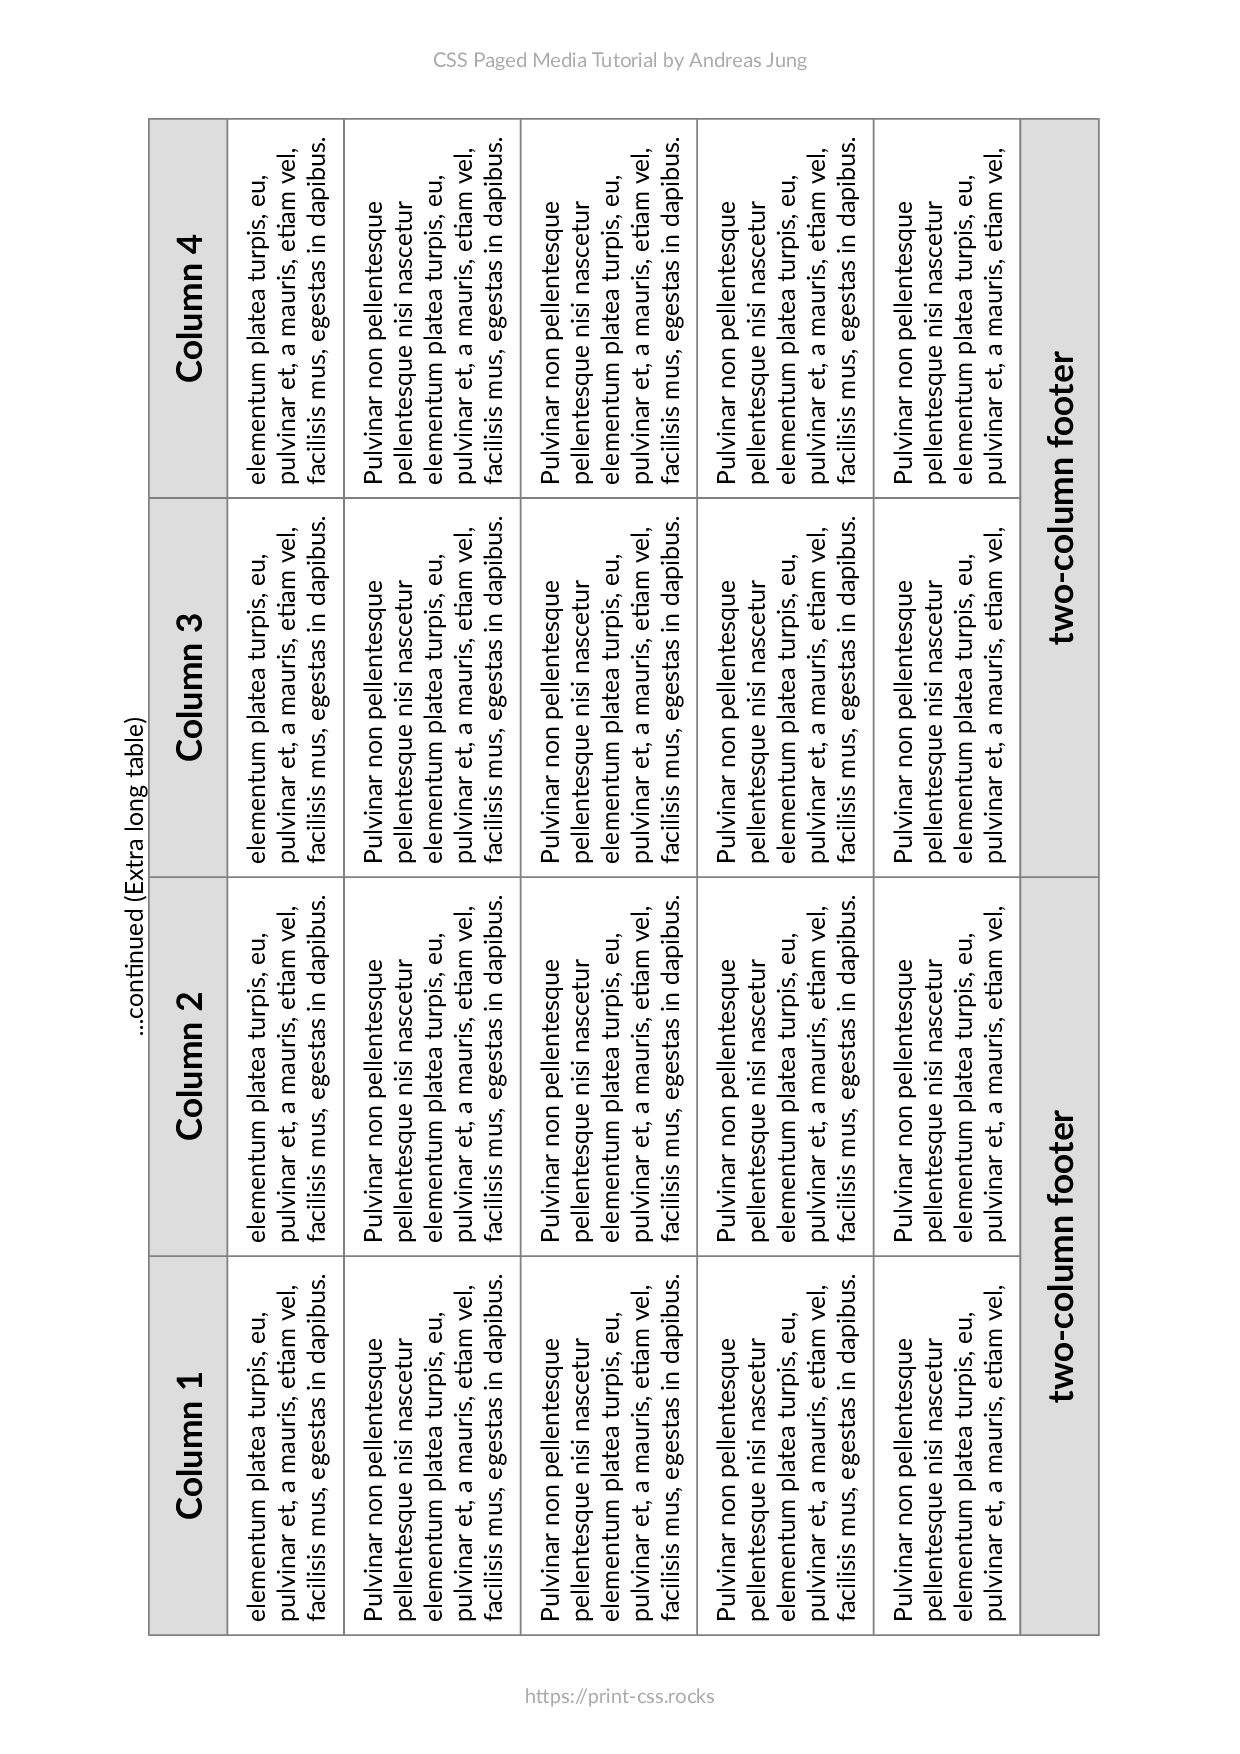 CSS Paged Media Tutorial by Andreas Jung
...continued (Extra long table)
Column 1
Column 2
Column 3
Column 4
elementum platea turpis, eu,
pulvinar et, a mauris, etiam vel,
facilisis mus, egestas in dapibus.
elementum platea turpis, eu,
pulvinar et, a mauris, etiam vel,
facilisis mus, egestas in dapibus.
elementum platea turpis, eu,
pulvinar et, a mauris, etiam vel,
facilisis mus, egestas in dapibus.
elementum platea turpis, eu,
pulvinar et, a mauris, etiam vel,
facilisis mus, egestas in dapibus.
Pulvinar non pellentesque
pellentesque nisi nascetur
elementum platea turpis, eu,
pulvinar et, a mauris, etiam vel,
facilisis mus, egestas in dapibus.
Pulvinar non pellentesque
pellentesque nisi nascetur
elementum platea turpis, eu,
pulvinar et, a mauris, etiam vel,
facilisis mus, egestas in dapibus.
Pulvinar non pellentesque
pellentesque nisi nascetur
elementum platea turpis, eu,
pulvinar et, a mauris, etiam vel,
facilisis mus, egestas in dapibus.
Pulvinar non pellentesque
pellentesque nisi nascetur
elementum platea turpis, eu,
pulvinar et, a mauris, etiam vel,
facilisis mus, egestas in dapibus.
Pulvinar non pellentesque
pellentesque nisi nascetur
elementum platea turpis, eu,
pulvinar et, a mauris, etiam vel,
facilisis mus, egestas in dapibus.
Pulvinar non pellentesque
pellentesque nisi nascetur
elementum platea turpis, eu,
pulvinar et, a mauris, etiam vel,
facilisis mus, egestas in dapibus.
Pulvinar non pellentesque
pellentesque nisi nascetur
elementum platea turpis, eu,
pulvinar et, a mauris, etiam vel,
facilisis mus, egestas in dapibus.
Pulvinar non pellentesque
pellentesque nisi nascetur
elementum platea turpis, eu,
pulvinar et, a mauris, etiam vel,
facilisis mus, egestas in dapibus.
Pulvinar non pellentesque
pellentesque nisi nascetur
elementum platea turpis, eu,
pulvinar et, a mauris, etiam vel,
facilisis mus, egestas in dapibus.
Pulvinar non pellentesque
pellentesque nisi nascetur
elementum platea turpis, eu,
pulvinar et, a mauris, etiam vel,
facilisis mus, egestas in dapibus.
Pulvinar non pellentesque
pellentesque nisi nascetur
elementum platea turpis, eu,
pulvinar et, a mauris, etiam vel,
facilisis mus, egestas in dapibus.
Pulvinar non pellentesque
pellentesque nisi nascetur
elementum platea turpis, eu,
pulvinar et, a mauris, etiam vel,
facilisis mus, egestas in dapibus.
Pulvinar non pellentesque
pellentesque nisi nascetur
elementum platea turpis, eu,
pulvinar et, a mauris, etiam vel,
Pulvinar non pellentesque
pellentesque nisi nascetur
elementum platea turpis, eu,
pulvinar et, a mauris, etiam vel,
Pulvinar non pellentesque
pellentesque nisi nascetur
elementum platea turpis, eu,
pulvinar et, a mauris, etiam vel,
Pulvinar non pellentesque
pellentesque nisi nascetur
elementum platea turpis, eu,
pulvinar et, a mauris, etiam vel,
two-column footer
two-column footer
https://print-css.rocks